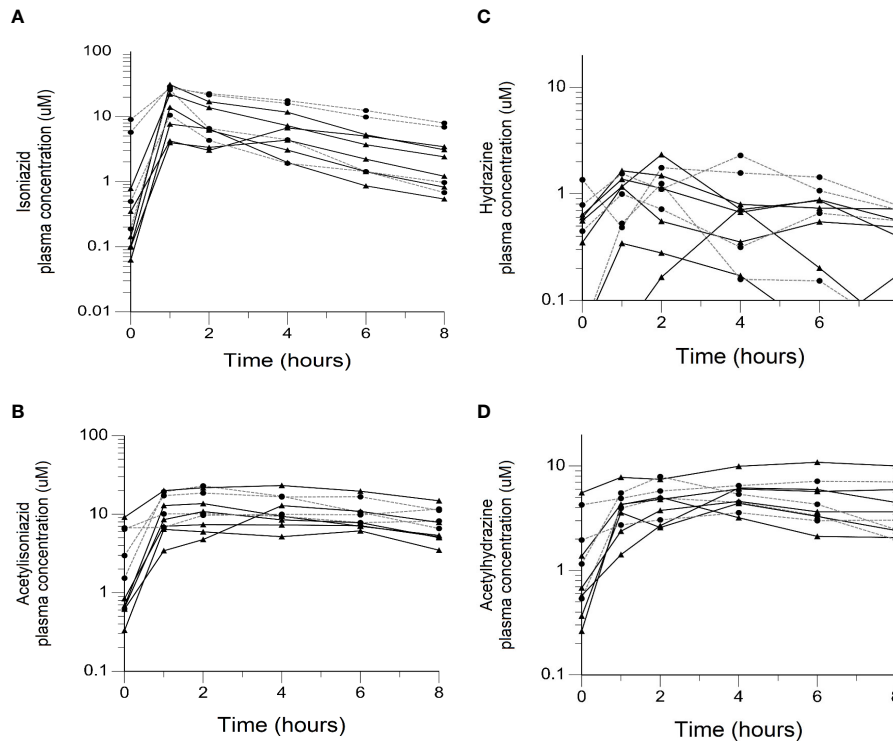 A
100
10
1
0.1
0.01
Isoniazid
plasma concentration (uM)
0 2 4 6 8
Time (hours)
C
10
1
0.1
Hydrazine
plasma concentration (uM)
0 2 4 6
Time (hours)
B
100
10
1
0.1
Acetylisoniazid
plasma concentration (uM)
0 2 4 6 8
Time (hours)
D
10
1
0.1
Acetylhydrazine
plasma concentration (uM)
0 2 4 6 8
Time (hours)